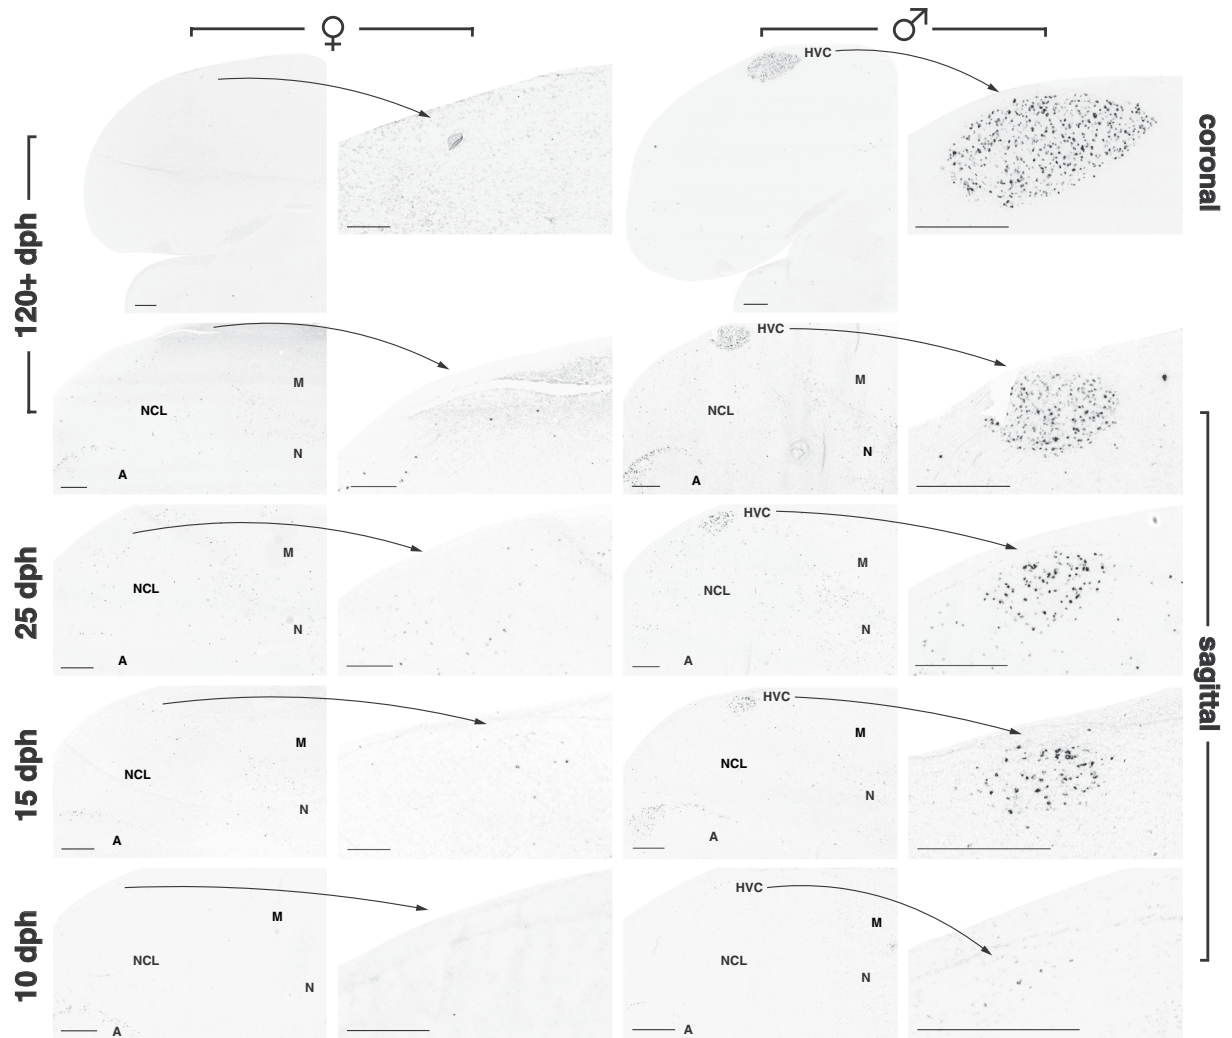 ♀ ♂
HVC
coronal
120+ dph
HVC
M M
NCL NCL
N N
A A
HVC
25 dph
M M
NCL NCL
N N
A A
sagittal
HVC
15 dph
M M
NCL NCL
N N
A A
HVC
10 dph
M M
NCL NCL
N N
A A